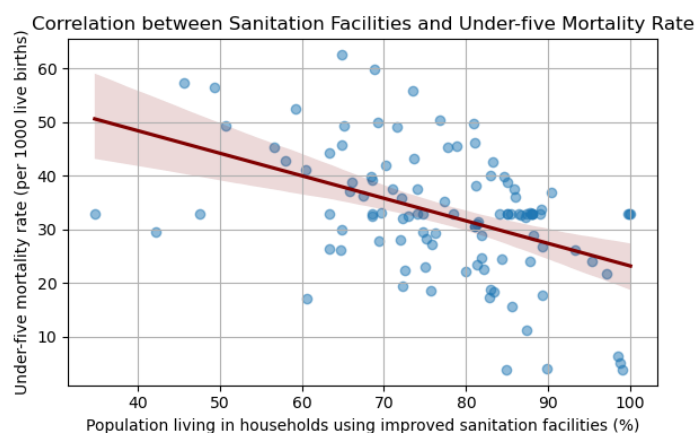 Correlation between Sanitation Facilities and Under-five Mortality Rate
Under-five mortality rate (per 1000 live births)
60
50
40
30
20
10
40 50 60 70 80 90 100
Population living in households using improved sanitation facilities (%)